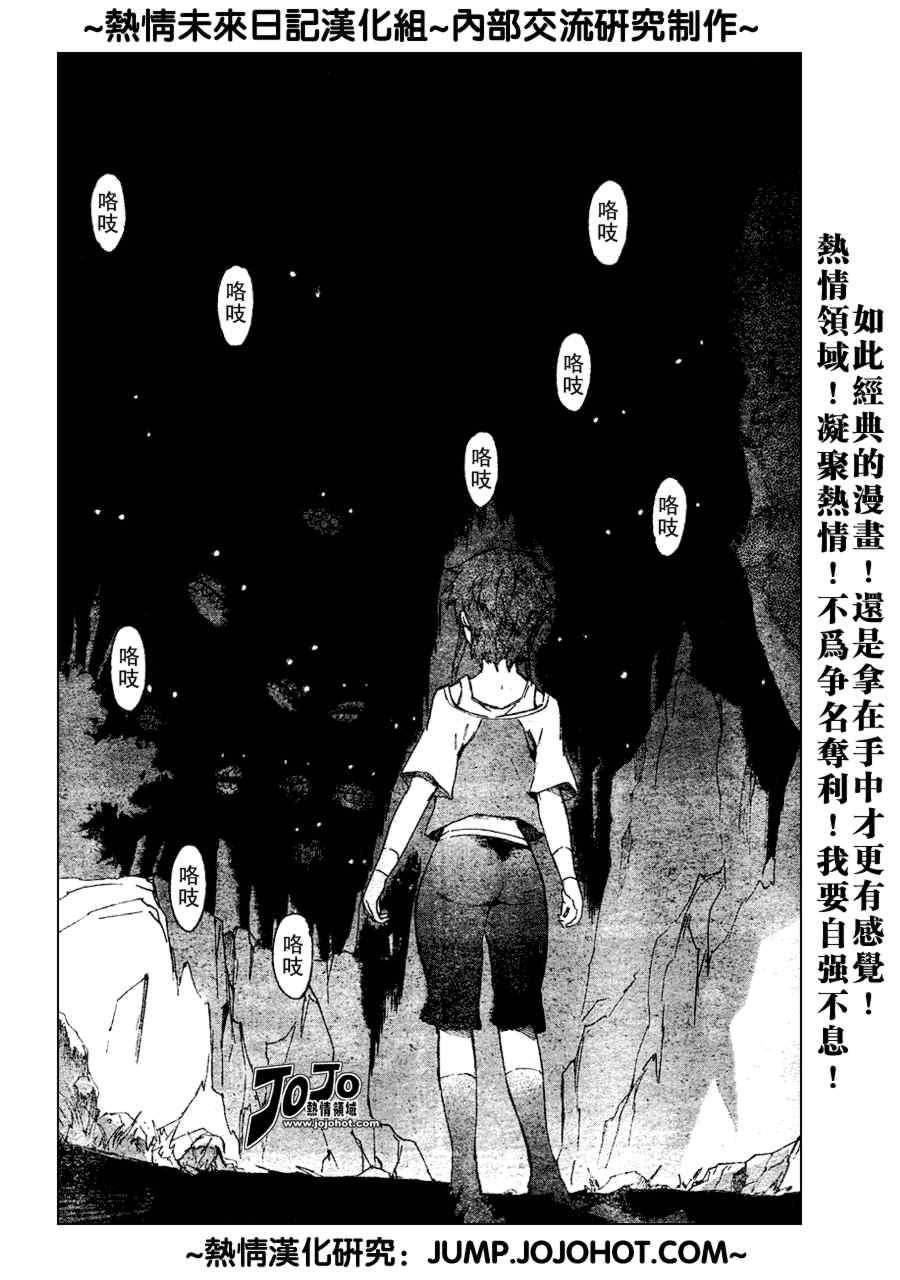 ~熱情未來日記漢化組~內部交流研究制作~
如此經典的漫畫！還是拿在手中才更有感覺！
熱情領域！凝聚熱情！不爲争名奪利！我要自强不息！
咯吱
咯吱
咯吱
咯吱
咯吱
咯吱
咯吱
咯吱
咯吱
JOJO
熱情領域
www.jojohot.com
~熱情漢化研究：JUMP.JOJOHOT.COM~